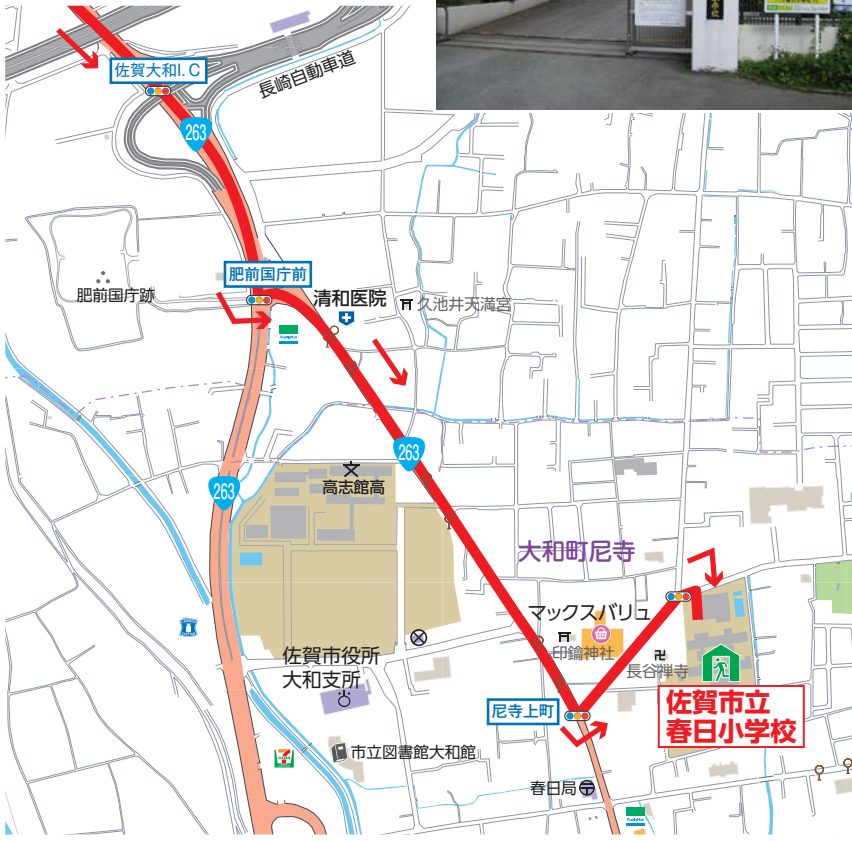 佐賀大和I.C
長崎自動車道
263
肥前国庁前
肥前国庁跡
清和医院
久池井天満宮
263
263
高志館高
大和町尼寺
マックスバリュ
印鑰神社
長谷禅寺
佐賀市役所
大和支所
尼寺上町
佐賀市立
春日小学校
市立図書館大和館
春日局